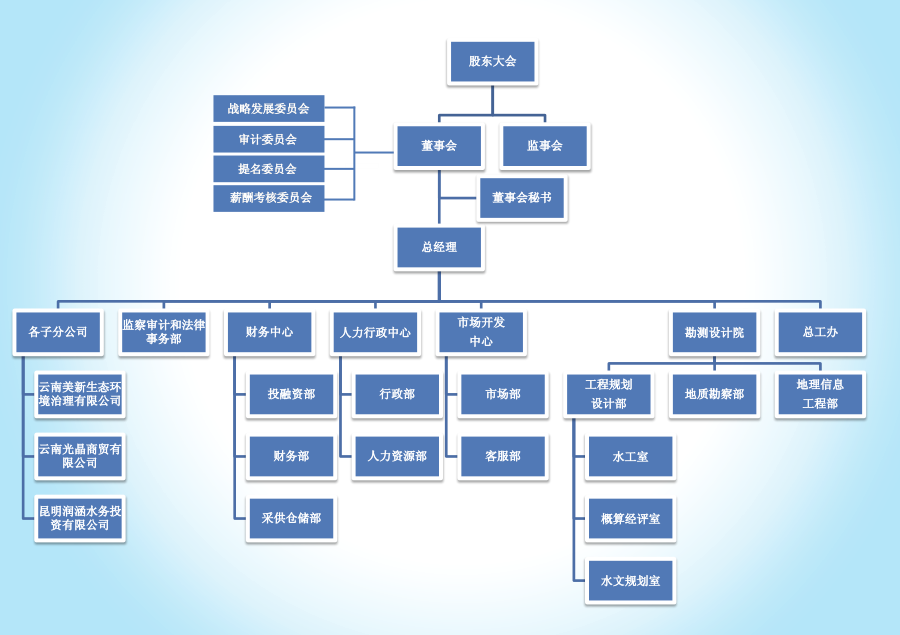 股东大会
战略发展委员会
审计委员会
提名委员会
薪酬考核委员会
董事会
监事会
董事会秘书
总经理
各子分公司
监察审计和法律
事务部
财务中心
人力行政中心
市场开发
中心
勘测设计院
总工办
云南美新生态环
境治理有限公司
投融资部
行政部
市场部
工程规划
设计部
地质勘察部
地理信息
工程部
云南光晶商贸有
限公司
财务部
人力资源部
客服部
水工室
昆明润涵水务投
资有限公司
采供仓储部
概算经评室
水文规划室